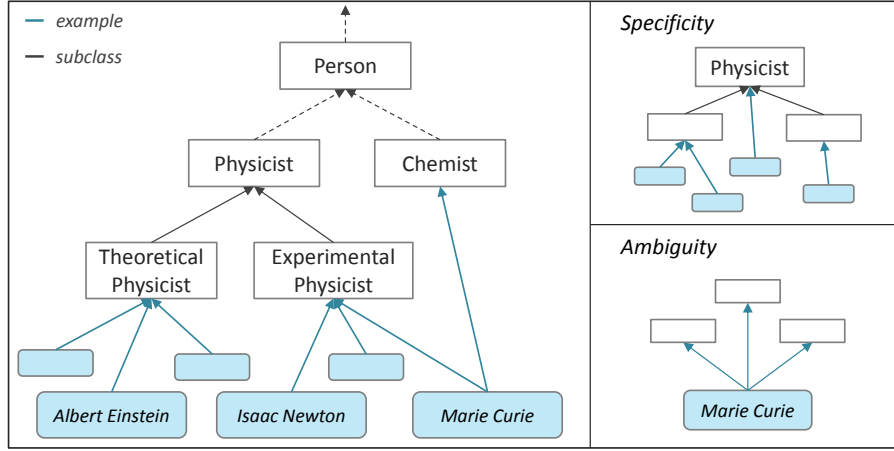 example
subclass
Person
Physicist
Chemist
Theoretical
Physicist
Experimental
Physicist
Albert Einstein
Isaac Newton
Marie Curie
Specificity
Physicist
Ambiguity
Marie Curie